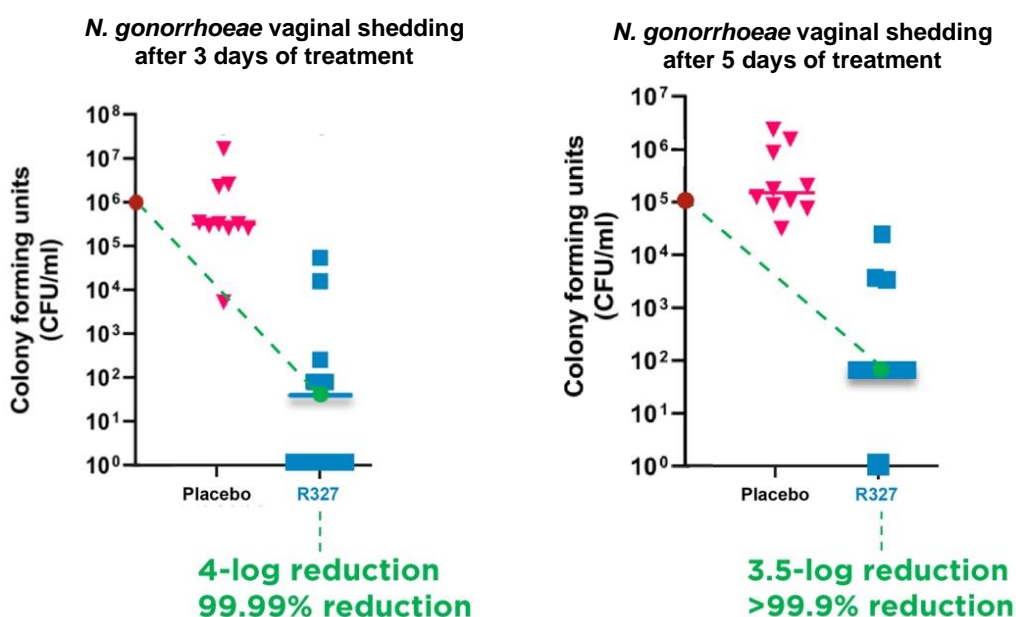 N. gonorrhoeae vaginal shedding
after 3 days of treatment
Colony forming units
(CFU/ml)
10⁸
10⁷
10⁶
10⁵
10⁴
10³
10²
10¹
10⁰
Placebo
R327
4-log reduction
99.99% reduction
N. gonorrhoeae vaginal shedding
after 5 days of treatment
Colony forming units
(CFU/ml)
10⁷
10⁶
10⁵
10⁴
10³
10²
10¹
10⁰
Placebo
R327
3.5-log reduction
>99.9% reduction